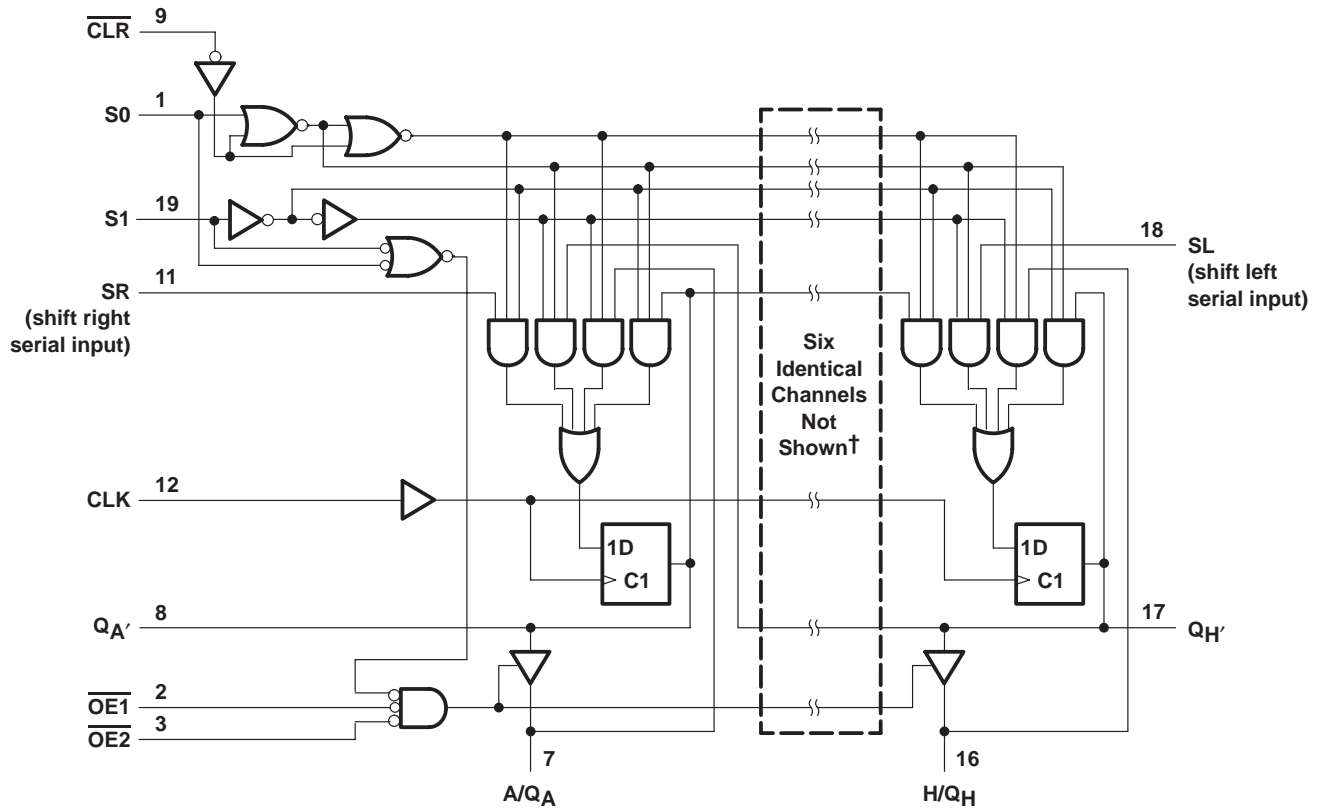 CLR 9
S0 1
S1 19
SR 11
(shift right
serial input)
18 SL
(shift left
serial input)
Six
Identical
Channels
Not
Shown†
CLK 12
1D
C1
1D
C1
QA′ 8
17 QH′
OE1 2
OE2 3
7
A/QA
16
H/QH